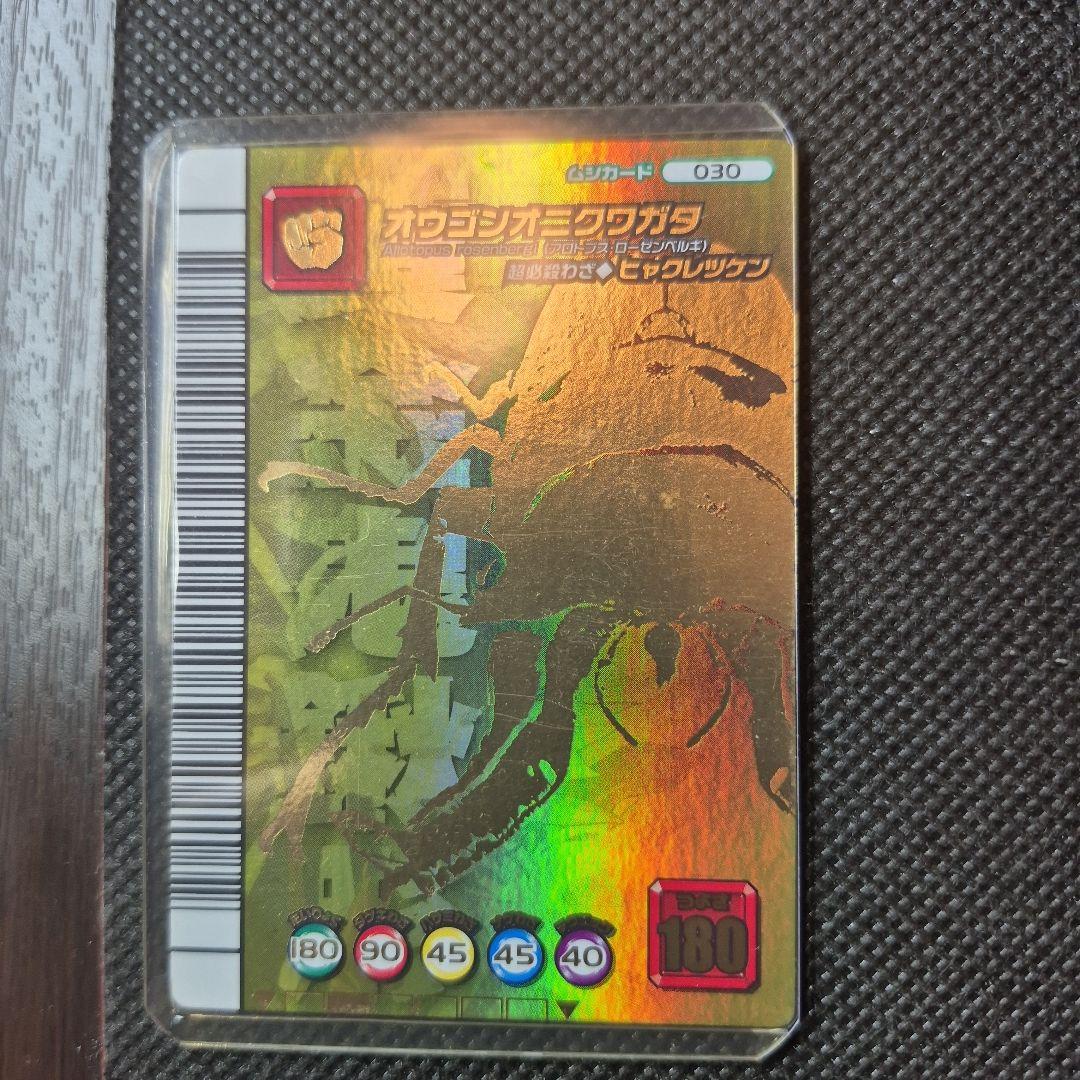 ムシカード 030
オウゴンオニクワガタ
Allotopus rosenbergi (アロトプス・ローゼンベルギ)
超必殺わざ◆ヒャクレツケン
180 90 45 45 40
つよさ
180